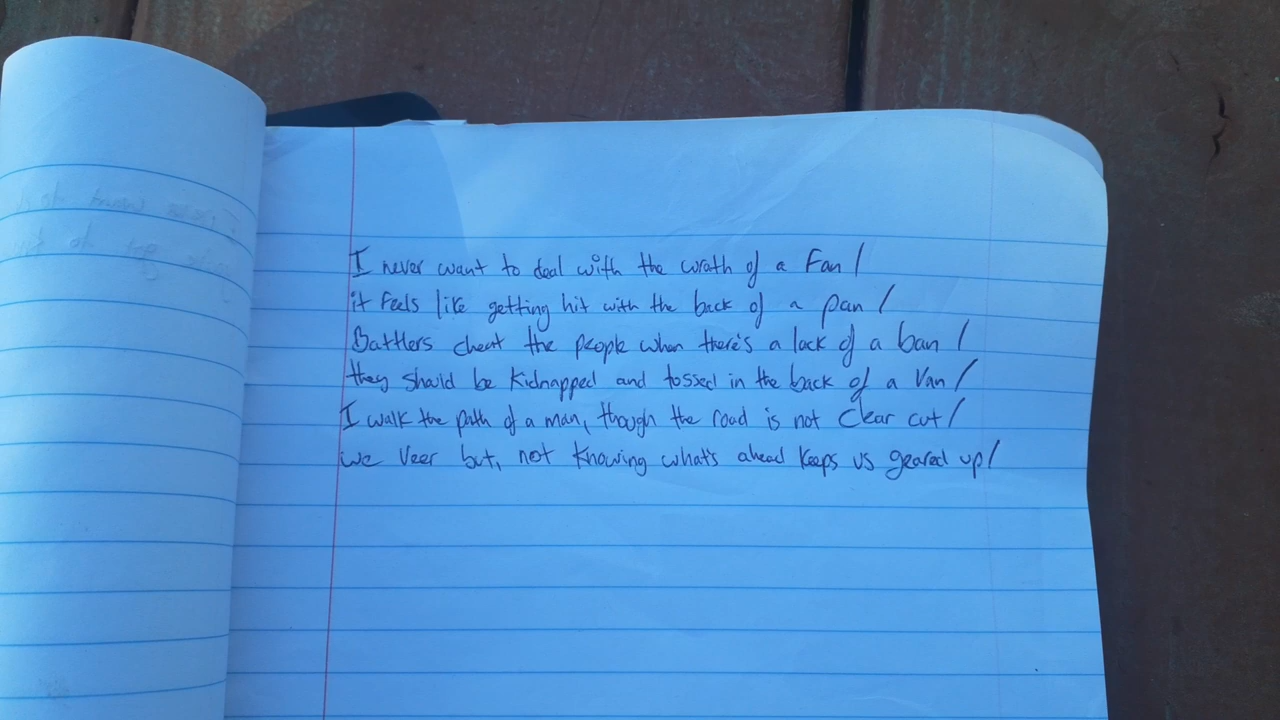 I never want to deal with the wrath of a Fan /
it feels like getting hit with the back of a pan /
Battlers cheat the people when there's a lack of a ban /
they should be kidnapped and tossed in the back of a Van /
I walk the path of a man, though the road is not clear cut /
we veer but, not knowing what's ahead keeps us geared up /